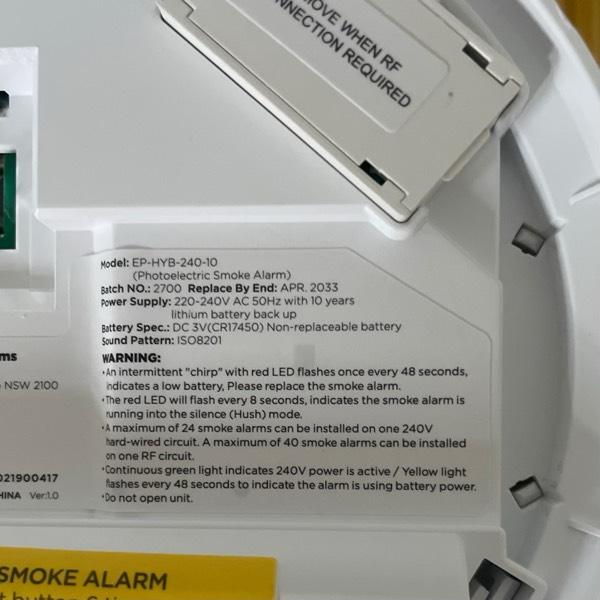 MOVE WHEN RF
NNECTION REQUIRED
Model: EP-HYB-240-10
(Photoelectric Smoke Alarm)
Batch NO.: 2700 Replace By End: APR. 2033
Power Supply: 220-240V AC 50Hz with 10 years
lithium battery back up
Battery Spec.: DC 3V(CR17450) Non-replaceable battery
Sound Pattern: ISO8201
WARNING:
•An intermittent "chirp" with red LED flashes once every 48 seconds,
indicates a low battery, Please replace the smoke alarm.
•The red LED will flash every 8 seconds, indicates the smoke alarm is
running into the silence (Hush) mode.
•A maximum of 24 smoke alarms can be installed on one 240V
hard-wired circuit. A maximum of 40 smoke alarms can be installed
on one RF circuit.
•Continuous green light indicates 240V power is active / Yellow light
flashes every 48 seconds to indicate the alarm is using battery power.
•Do not open unit.
ms
NSW 2100
021900417
HINA Ver:1.0
SMOKE ALARM